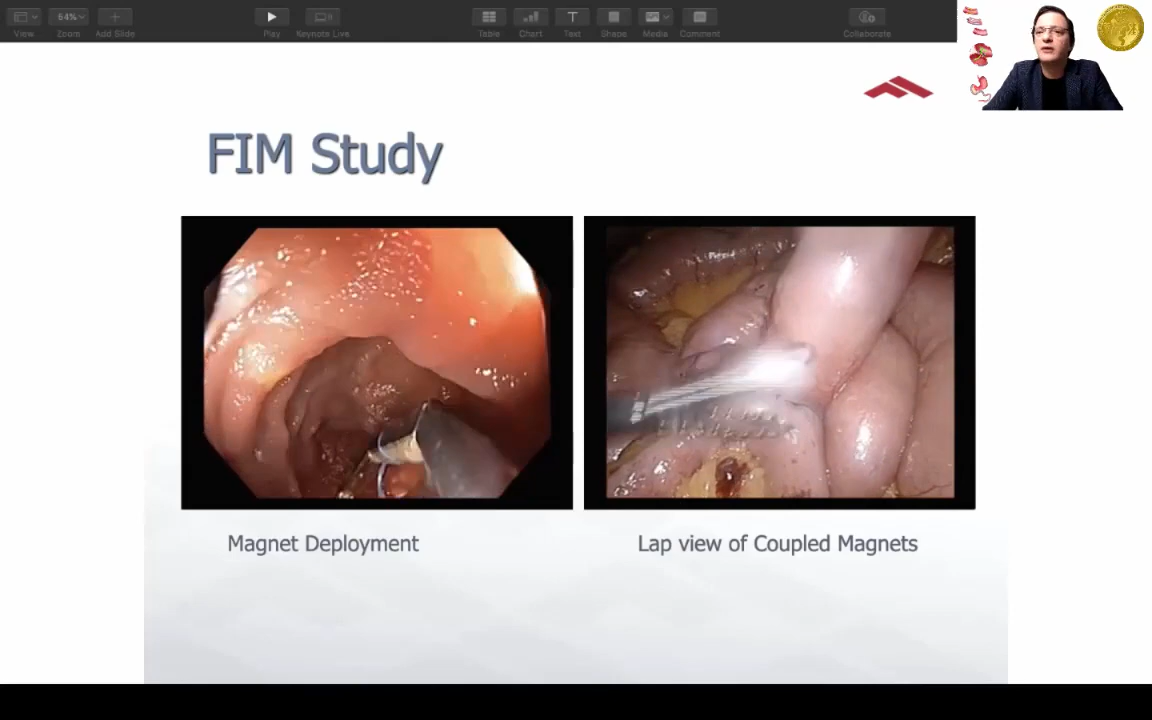 64%
View
Zoom
Add Slide
Play
Keynote Live
Table
Chart
Text
Shape
Media
Comment
Collaborate
FIM Study
Magnet Deployment
Lap view of Coupled Magnets